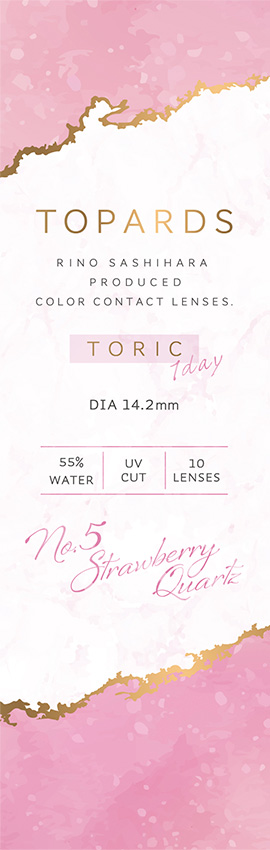 TOPARDS
RINO SASHIHARA
PRODUCED
COLOR CONTACT LENSES.
TORIC
1day
DIA 14.2mm
55% WATER
UV CUT
10 LENSES
No.5
Strawberry
Quartz